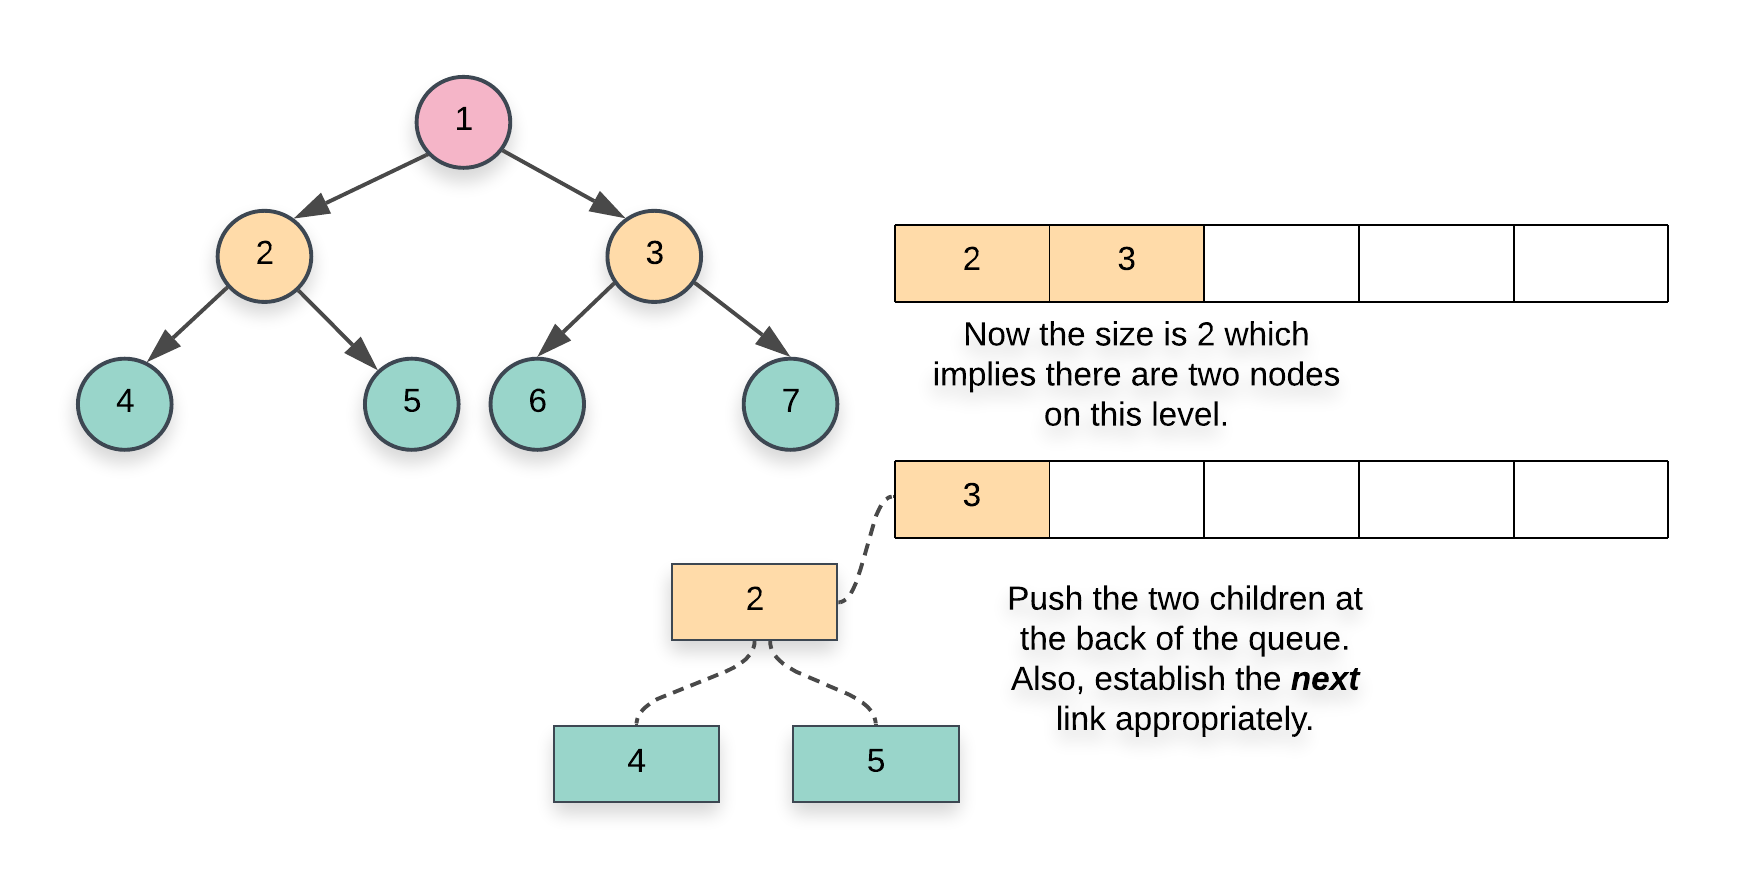 1
2 3
4 5 6 7
2 3
Now the size is 2 which
implies there are two nodes
on this level.
3
2
4 5
Push the two children at
the back of the queue.
Also, establish the next
link appropriately.